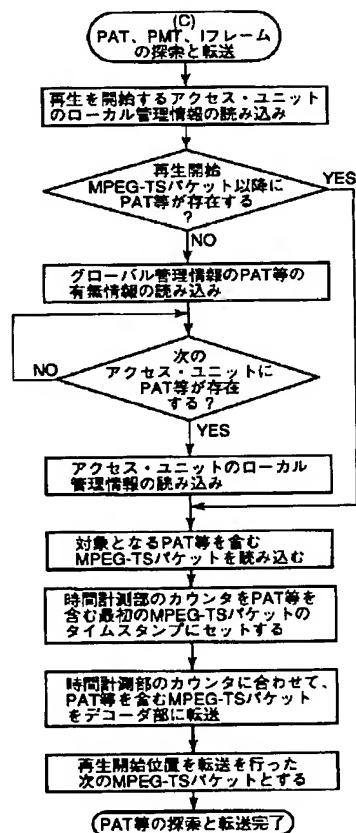 (C)
PAT、PMT、Iフレーム
の探索と転送
再生を開始するアクセス・ユニット
のローカル管理情報の読み込み
再生開始
MPEG-TSパケット以降に
PAT等が存在する
?
YES
NO
グローバル管理情報のPAT等の
有無情報の読み込み
NO
次の
アクセス・ユニットに
PAT等が存在
する?
YES
アクセス・ユニットのローカル
管理情報の読み込み
対象となるPAT等を含む
MPEG-TSパケットを読み込む
時間計測部のカウンタをPAT等を
含む最初のMPEG-TSパケットの
タイムスタンプにセットする
時間計測部のカウンタに合わせて、
PAT等を含むMPEG-TSパケット
をデコーダ部に転送
再生開始位置を転送を行った
次のMPEG-TSパケットとする
PAT等の探索と転送完了